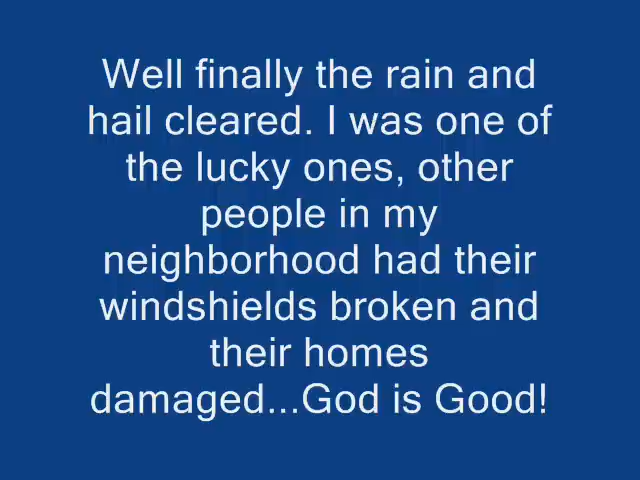 Well finally the rain and
hail cleared. I was one of
the lucky ones, other
people in my
neighborhood had their
windshields broken and
their homes
damaged...God is Good!